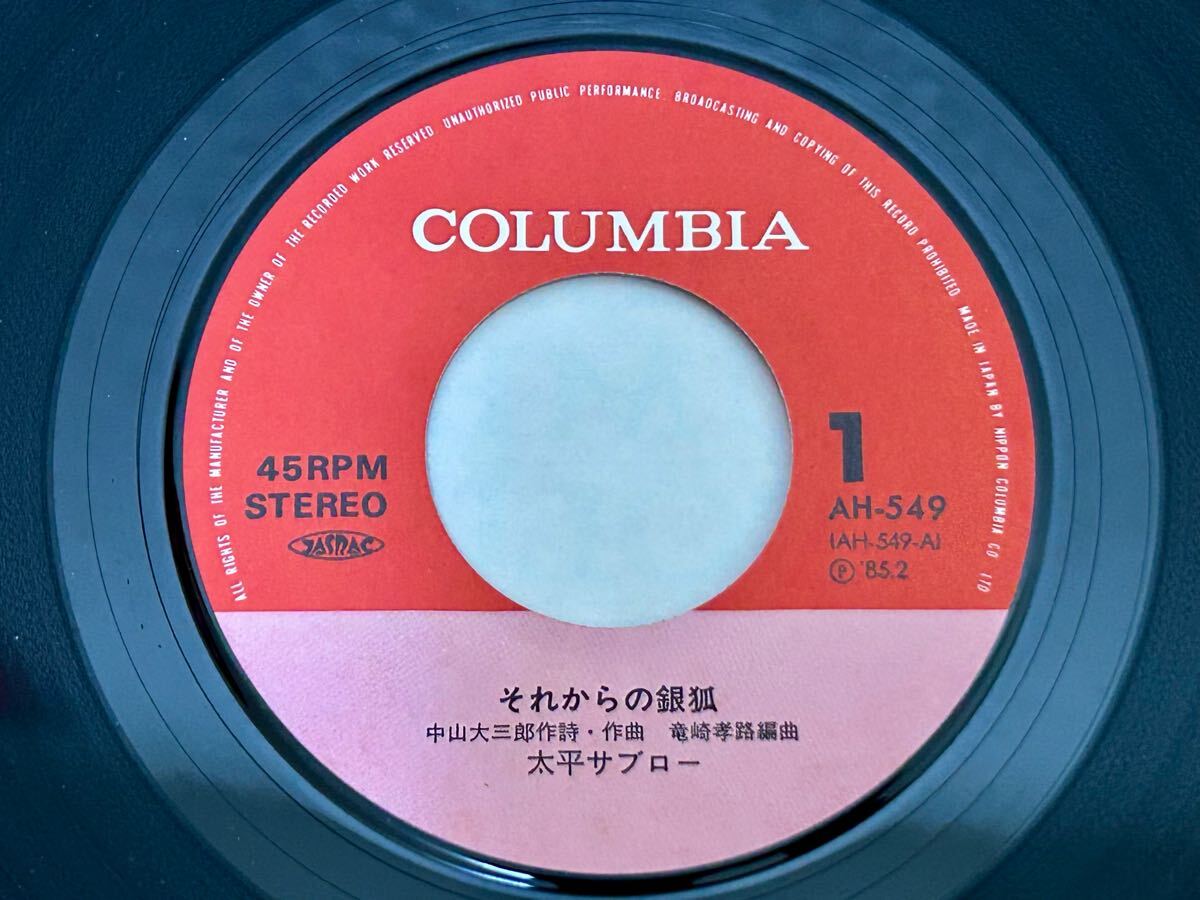 ALL RIGHTS OF THE MANUFACTURER AND OF THE OWNER OF THE RECORDED WORK RESERVED UNAUTHORIZED PUBLIC PERFORMANCE. BROADCASTING AND COPYING OF THIS RECORD PROHIBITED MADE IN JAPAN BY NIPPON COLUMBIA CO LTD
COLUMBIA
45RPM
STEREO
JASRAC
1
AH-549
(AH-549-A)
Ⓟ '85.2
それからの銀狐
中山大三郎作詩・作曲 竜崎孝路編曲
太平サブロー